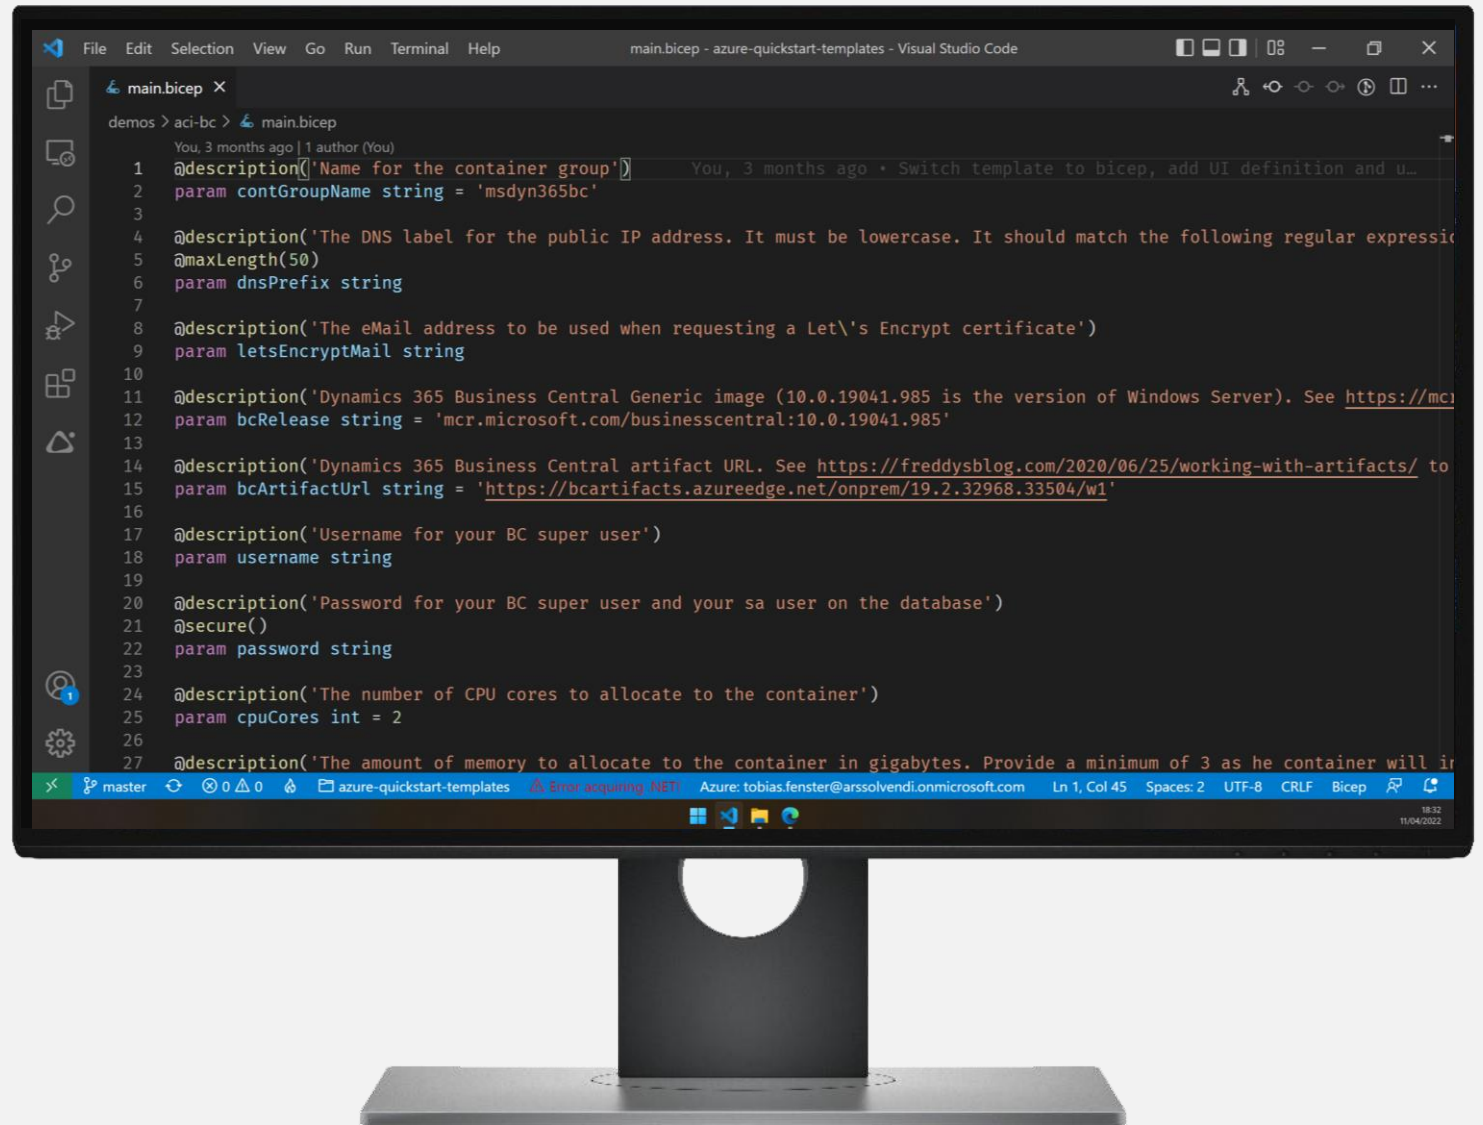 File Edit Selection View Go Run Terminal Help main.bicep - azure-quickstart-templates - Visual Studio Code
main.bicep
demos > aci-bc > main.bicep
You, 3 months ago | 1 author (You)
1 @description('Name for the container group') You, 3 months ago • Switch template to bicep, add UI definition and u…
2 param contGroupName string = 'msdyn365bc'
3
4 @description('The DNS label for the public IP address. It must be lowercase. It should match the following regular expressio
5 @maxLength(50)
6 param dnsPrefix string
7
8 @description('The eMail address to be used when requesting a Let\'s Encrypt certificate')
9 param letsEncryptMail string
10
11 @description('Dynamics 365 Business Central Generic image (10.0.19041.985 is the version of Windows Server). See https://mcr
12 param bcRelease string = 'mcr.microsoft.com/businesscentral:10.0.19041.985'
13
14 @description('Dynamics 365 Business Central artifact URL. See https://freddysblog.com/2020/06/25/working-with-artifacts/ to
15 param bcArtifactUrl string = 'https://bcartifacts.azureedge.net/onprem/19.2.32968.33504/w1'
16
17 @description('Username for your BC super user')
18 param username string
19
20 @description('Password for your BC super user and your sa user on the database')
21 @secure()
22 param password string
23
24 @description('The number of CPU cores to allocate to the container')
25 param cpuCores int = 2
26
27 @description('The amount of memory to allocate to the container in gigabytes. Provide a minimum of 3 as he container will in
1
master 0 0 azure-quickstart-templates Error acquiring .NET! Azure: tobias.fenster@arssolvendi.onmicrosoft.com Ln 1, Col 45 Spaces: 2 UTF-8 CRLF Bicep
18:32
11/04/2022